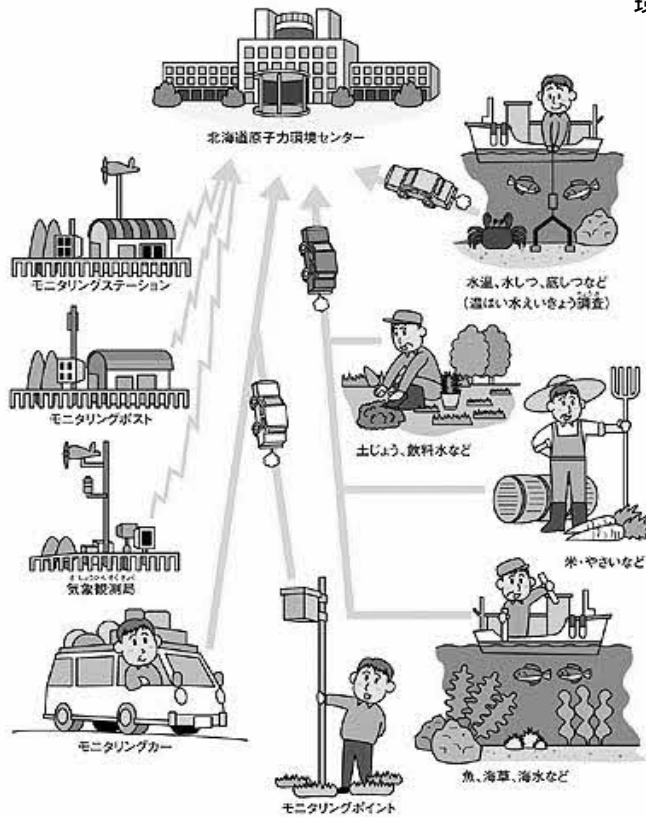 北海道原子力環境センター
モニタリングステーション
水温、水しつ、底しつなど
(温はい水えいきょう調査)
モニタリングポスト
土じょう、飲料水など
気象観測局
米・やさいなど
モニタリングカー
モニタリングポイント
魚、海草、海水など